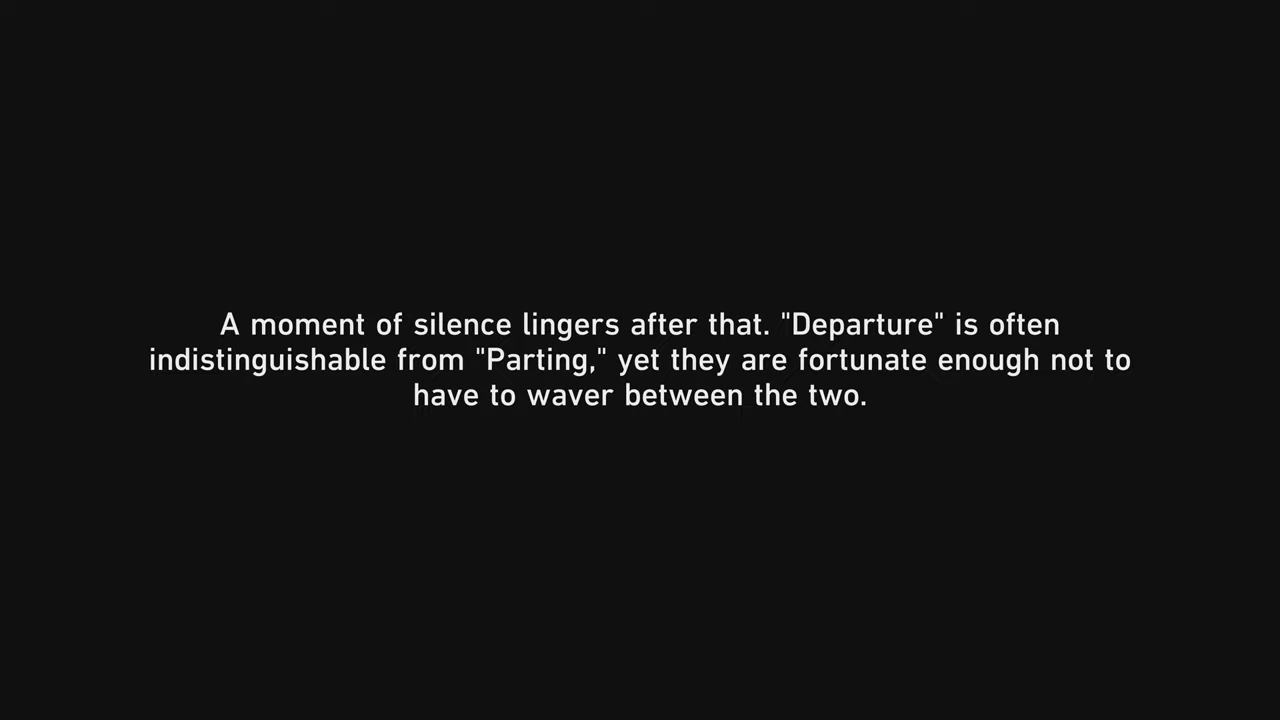 A moment of silence lingers after that. "Departure" is often
indistinguishable from "Parting," yet they are fortunate enough not to
have to waver between the two.